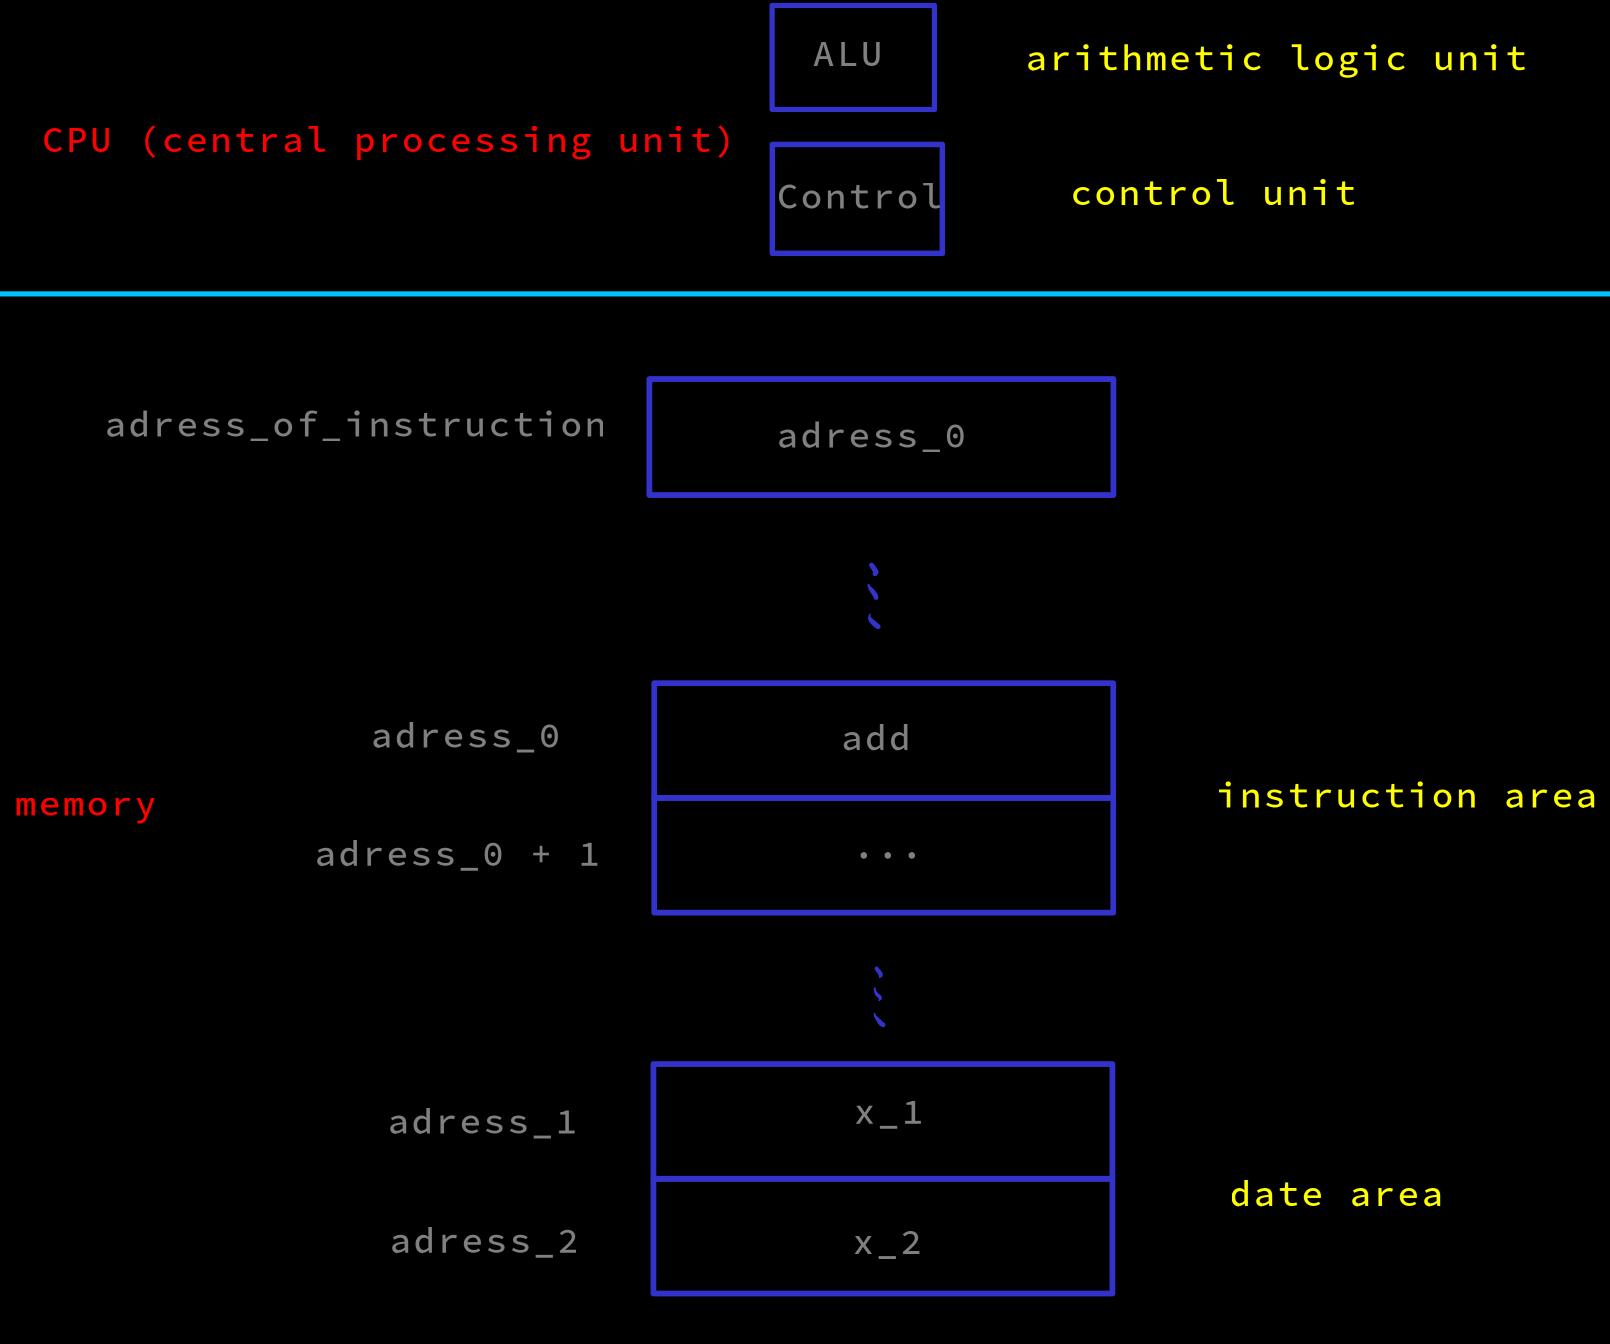 ALU
arithmetic logic unit
CPU (central processing unit)
Control
control unit
adress_of_instruction
adress_0
adress_0
add
memory
instruction area
adress_0 + 1
...
adress_1
x_1
date area
adress_2
x_2